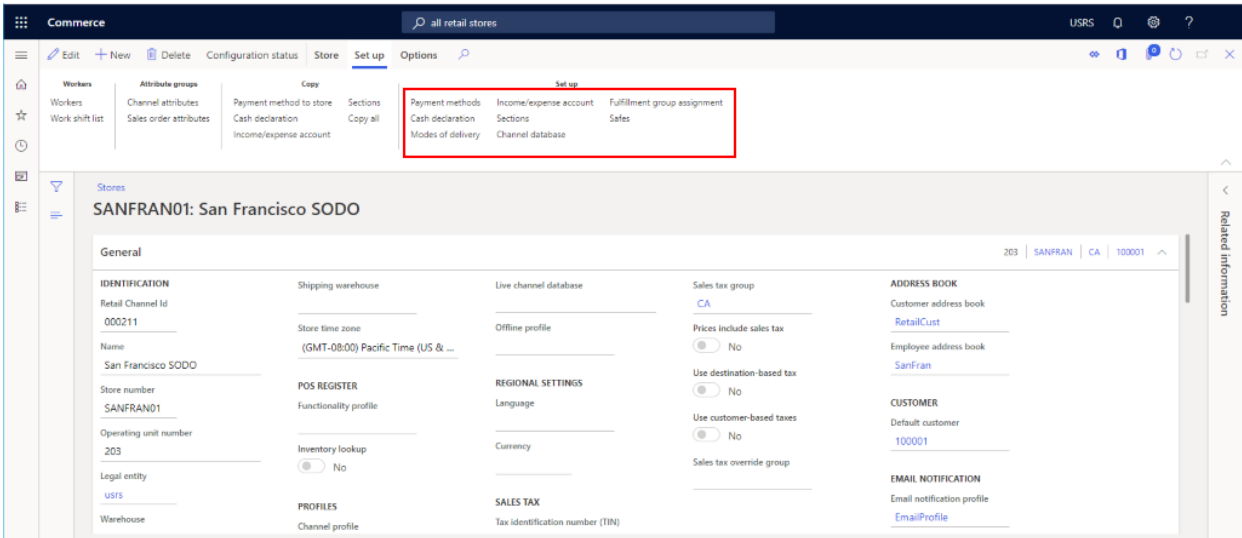 Commerce
all retail stores
USRS
?
Edit
New
Delete
Configuration status
Store
Set up
Options
Workers
Workers
Work shift list
Attribute groups
Channel attributes
Sales order attributes
Copy
Payment method to store
Sections
Cash declaration
Copy all
Income/expense account
Set up
Payment methods
Income/expense account
Fulfillment group assignment
Cash declaration
Sections
Safes
Modes of delivery
Channel database
Stores
SANFRAN01: San Francisco SODO
General
203
SANFRAN
CA
100001
IDENTIFICATION
Retail Channel Id
000211
Name
San Francisco SODO
Store number
SANFRAN01
Operating unit number
203
Legal entity
usrs
Warehouse
Shipping warehouse
Store time zone
(GMT-08:00) Pacific Time (US & ...
POS REGISTER
Functionality profile
Inventory lookup
No
PROFILES
Channel profile
Live channel database
Offline profile
REGIONAL SETTINGS
Language
Currency
SALES TAX
Tax identification number (TIN)
Sales tax group
CA
Prices include sales tax
No
Use destination-based tax
No
Use customer-based taxes
No
Sales tax override group
ADDRESS BOOK
Customer address book
RetailCust
Employee address book
SanFran
CUSTOMER
Default customer
100001
EMAIL NOTIFICATION
Email notification profile
EmailProfile
Related information